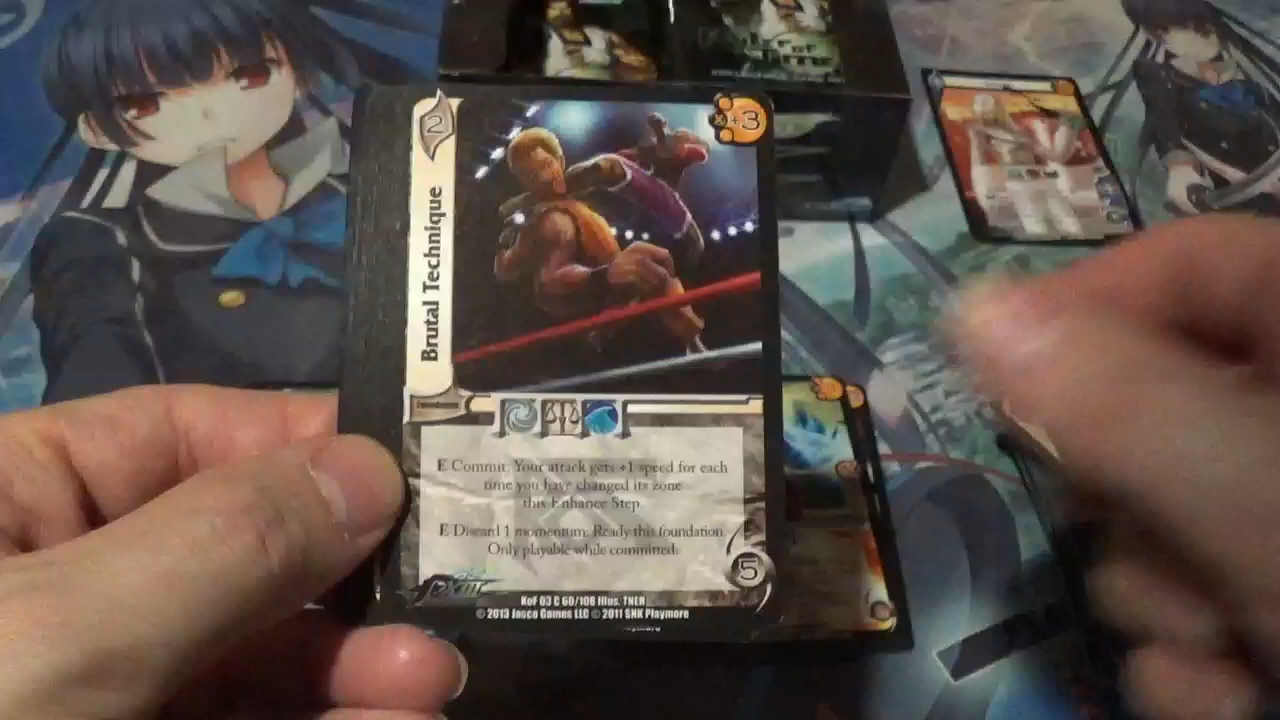 2
+3
Brutal Technique
E Commit: Your attack gets +1 speed for each
time you have changed its zone
this Enhance Step
E Discard 1 momentum: Ready this foundation.
Only playable while committed.
5
KoF 03 C 60/106 Illus. TNEH
© 2013 Jasco Games LLC © 2011 SNK Playmore